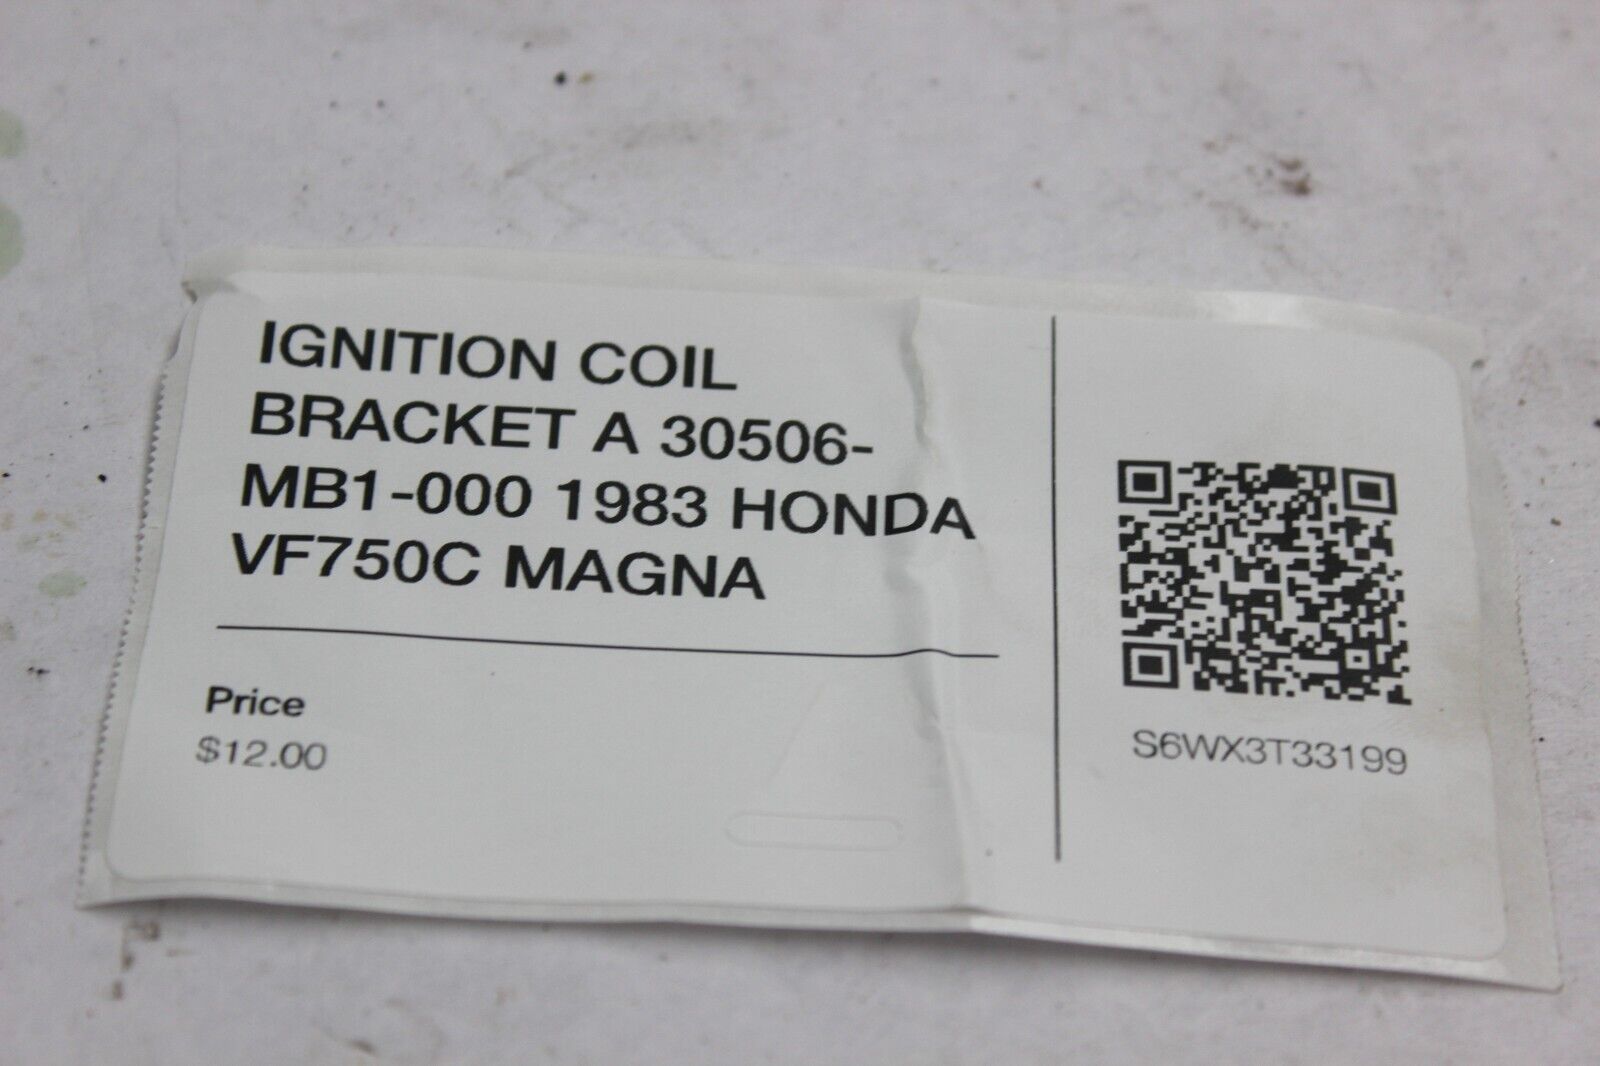 IGNITION COIL
BRACKET A 30506-
MB1-000 1983 HONDA
VF750C MAGNA
Price
$12.00
S6WX3T33199